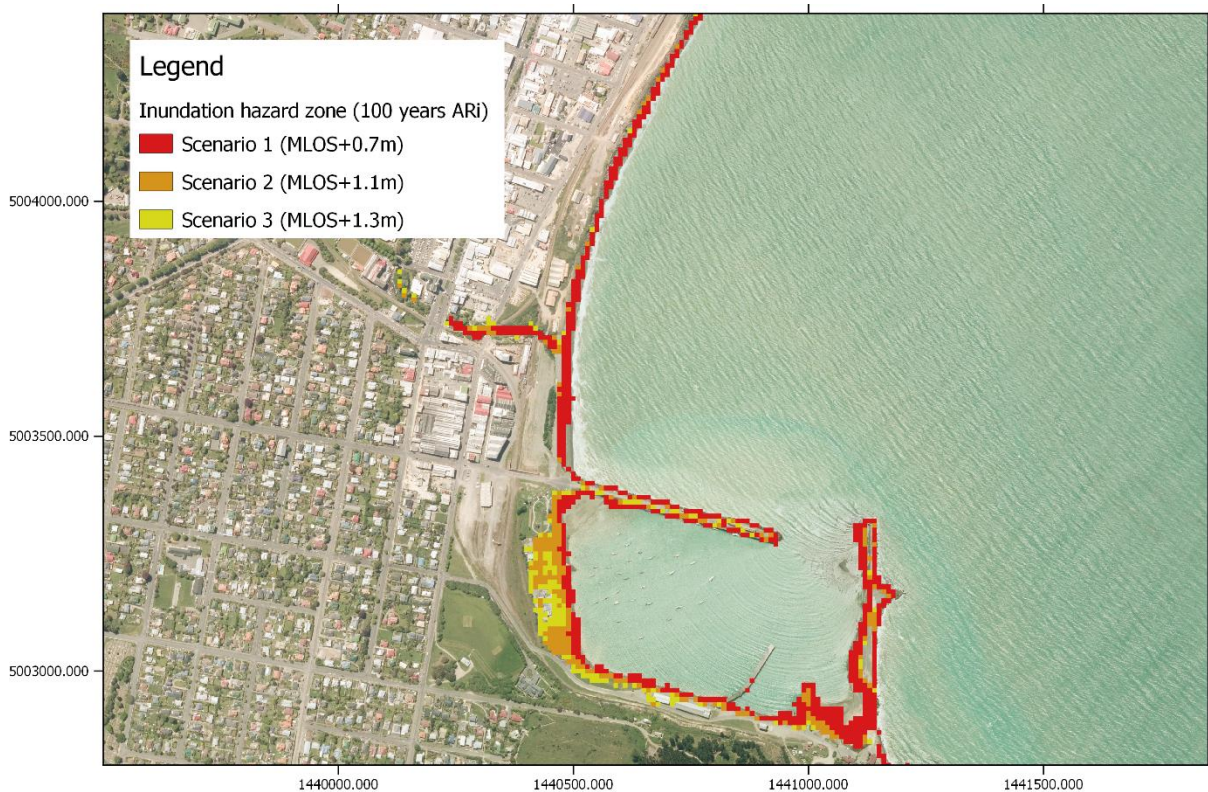 Legend
Inundation hazard zone (100 years ARi)
Scenario 1 (MLOS+0.7m)
Scenario 2 (MLOS+1.1m)
Scenario 3 (MLOS+1.3m)
5004000.000
5003500.000
5003000.000
1440000.000 1440500.000 1441000.000 1441500.000